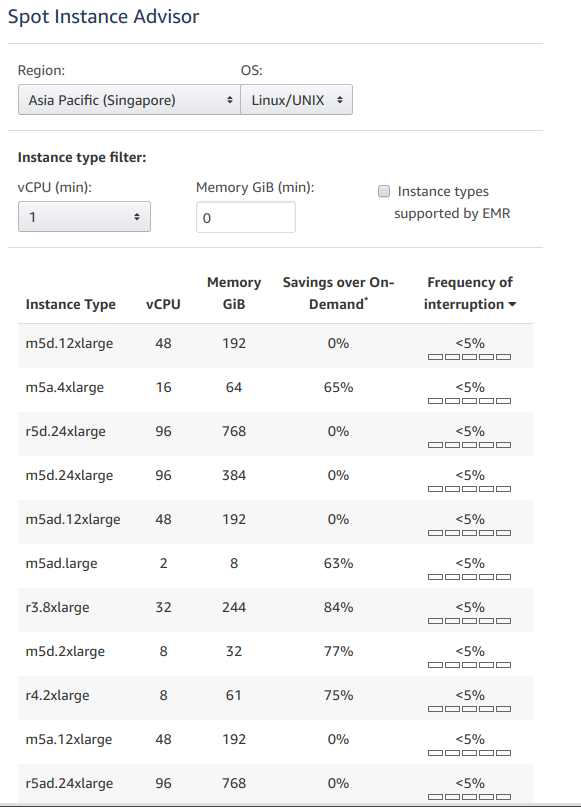 Spot Instance Advisor
Region: OS:
Asia Pacific (Singapore) Linux/UNIX
Instance type filter:
vCPU (min): Memory GiB (min): Instance types
supported by EMR
1 0
Memory Savings over On- Frequency of
Instance Type vCPU GiB Demand* interruption
m5d.12xlarge 48 192 0% <5%
m5a.4xlarge 16 64 65% <5%
r5d.24xlarge 96 768 0% <5%
m5d.24xlarge 96 384 0% <5%
m5ad.12xlarge 48 192 0% <5%
m5ad.large 2 8 63% <5%
r3.8xlarge 32 244 84% <5%
m5d.2xlarge 8 32 77% <5%
r4.2xlarge 8 61 75% <5%
m5a.12xlarge 48 192 0% <5%
r5ad.24xlarge 96 768 0% <5%